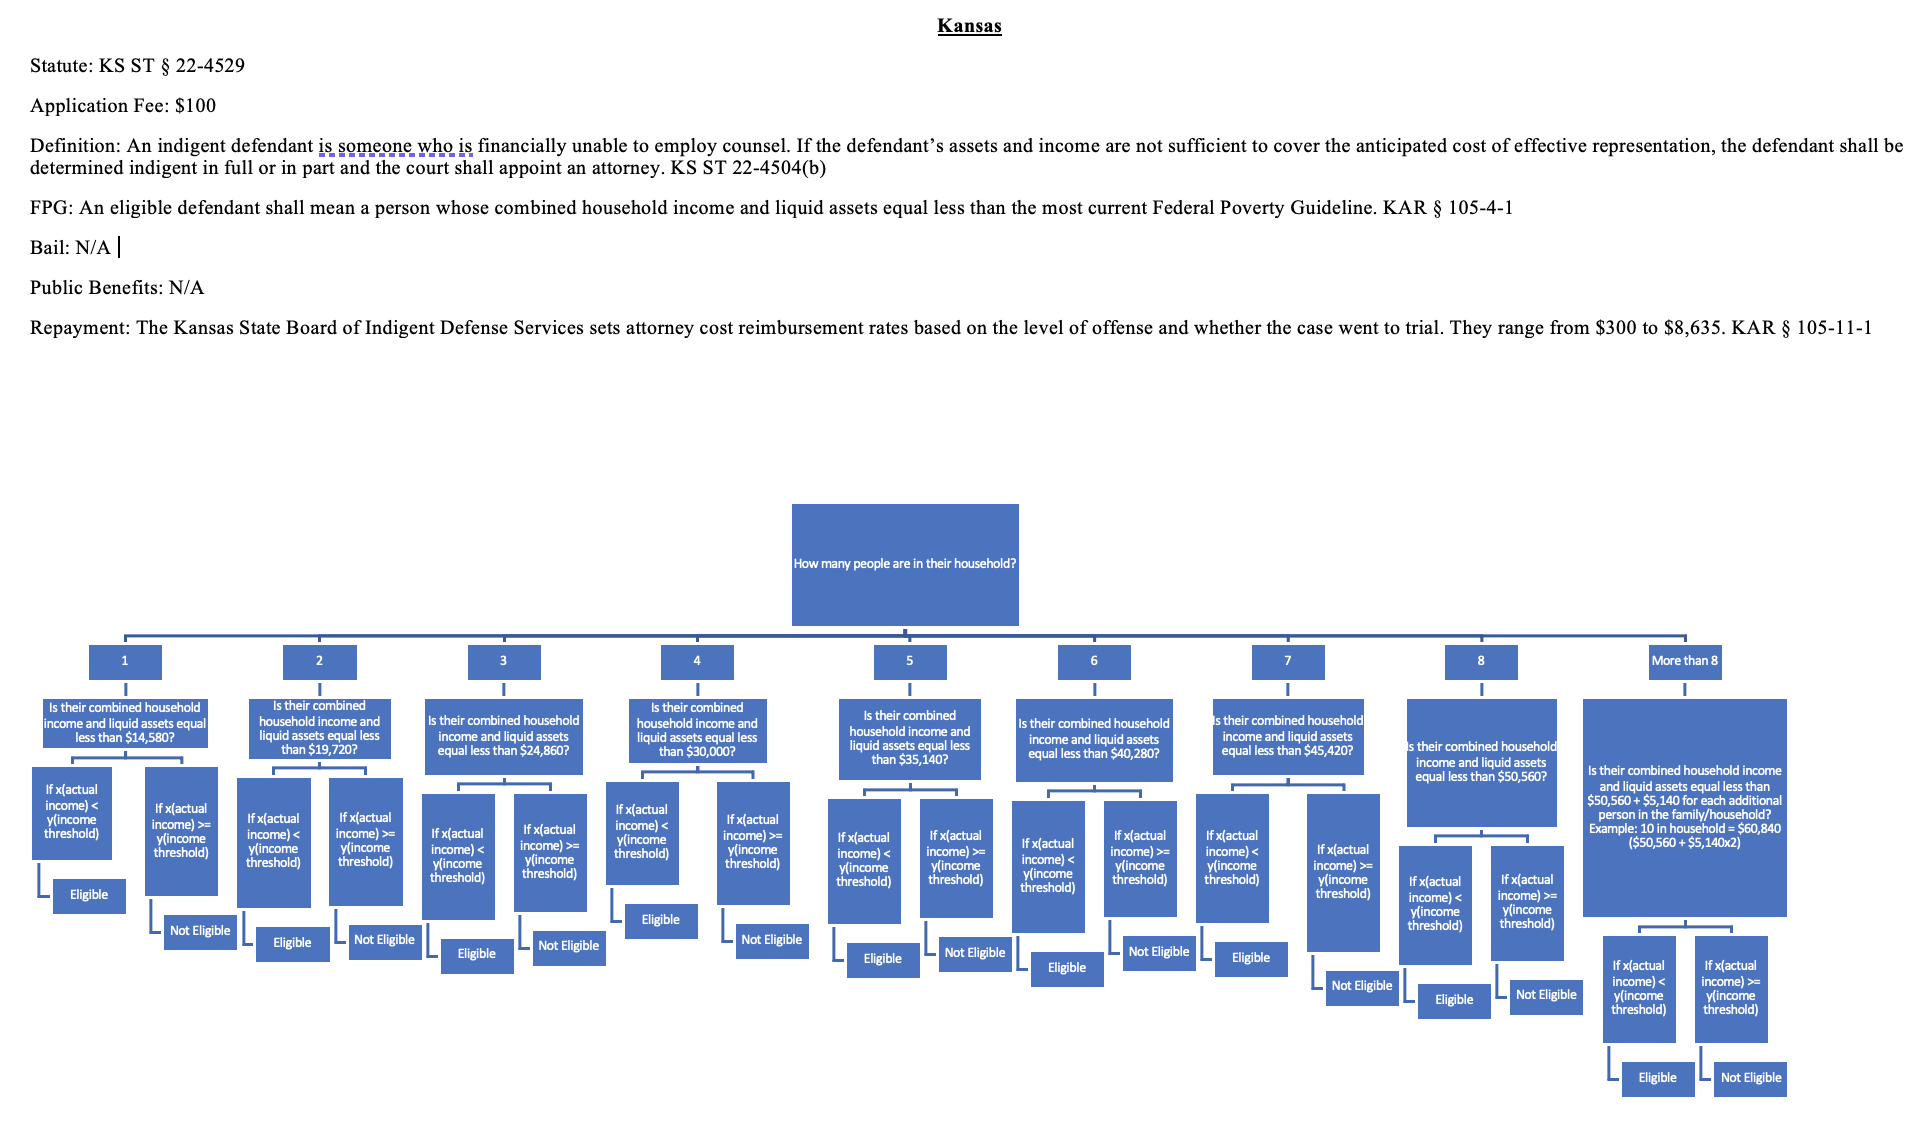 Kansas
Statute: KS ST § 22-4529
Application Fee: $100
Definition: An indigent defendant is someone who is financially unable to employ counsel. If the defendant’s assets and income are not sufficient to cover the anticipated cost of effective representation, the defendant shall be
determined indigent in full or in part and the court shall appoint an attorney. KS ST 22-4504(b)
FPG: An eligible defendant shall mean a person whose combined household income and liquid assets equal less than the most current Federal Poverty Guideline. KAR § 105-4-1
Bail: N/A
Public Benefits: N/A
Repayment: The Kansas State Board of Indigent Defense Services sets attorney cost reimbursement rates based on the level of offense and whether the case went to trial. They range from $300 to $8,635. KAR § 105-11-1
How many people are in their household?
1
Is their combined household
income and liquid assets equal
less than $14,580?
If x(actual
income) <
y(income
threshold)
Eligible
If x(actual
income) >=
y(income
threshold)
Not Eligible
2
Is their combined
household income and
liquid assets equal less
than $19,720?
If x(actual
income) <
y(income
threshold)
Eligible
If x(actual
income) >=
y(income
threshold)
Not Eligible
3
Is their combined household
income and liquid assets
equal less than $24,860?
If x(actual
income) <
y(income
threshold)
Eligible
If x(actual
income) >=
y(income
threshold)
Not Eligible
4
Is their combined
household income and
liquid assets equal less
than $30,000?
If x(actual
income) <
y(income
threshold)
Eligible
If x(actual
income) >=
y(income
threshold)
Not Eligible
5
Is their combined
household income and
liquid assets equal less
than $35,140?
If x(actual
income) <
y(income
threshold)
Eligible
If x(actual
income) >=
y(income
threshold)
Not Eligible
6
Is their combined household
income and liquid assets
equal less than $40,280?
If x(actual
income) <
y(income
threshold)
Eligible
If x(actual
income) >=
y(income
threshold)
Not Eligible
7
Is their combined household
income and liquid assets
equal less than $45,420?
If x(actual
income) <
y(income
threshold)
Eligible
If x(actual
income) >=
y(income
threshold)
Not Eligible
8
Is their combined household
income and liquid assets
equal less than $50,560?
If x(actual
income) <
y(income
threshold)
Eligible
If x(actual
income) >=
y(income
threshold)
Not Eligible
More than 8
Is their combined household income
and liquid assets equal less than
$50,560 + $5,140 for each additional
person in the family/household?
Example: 10 in household = $60,840
($50,560 + $5,140x2)
If x(actual
income) <
y(income
threshold)
Eligible
If x(actual
income) >=
y(income
threshold)
Not Eligible